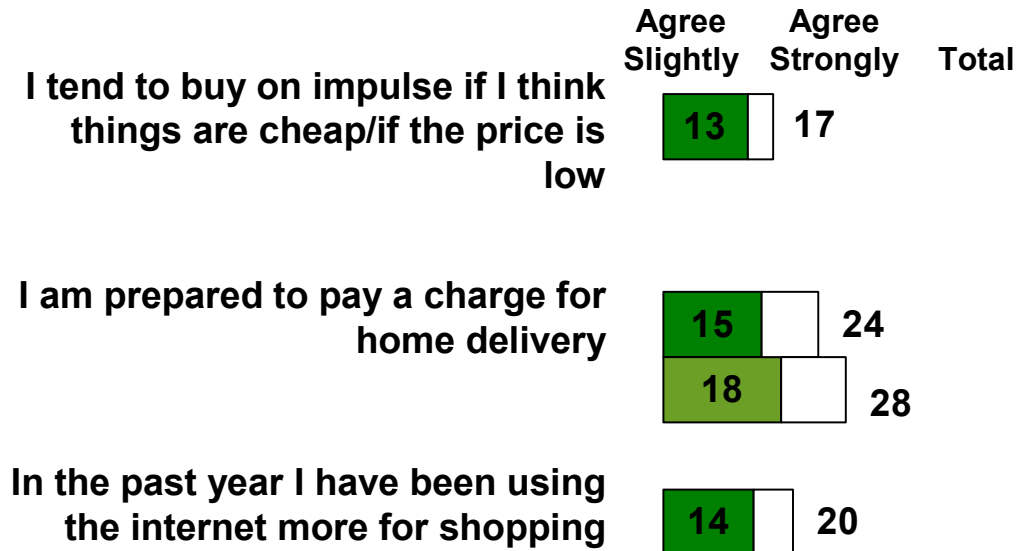 Agree Agree
Slightly Strongly Total
I tend to buy on impulse if I think
things are cheap/if the price is
low
13 17
I am prepared to pay a charge for
home delivery
15 24
18 28
In the past year I have been using
the internet more for shopping
14 20